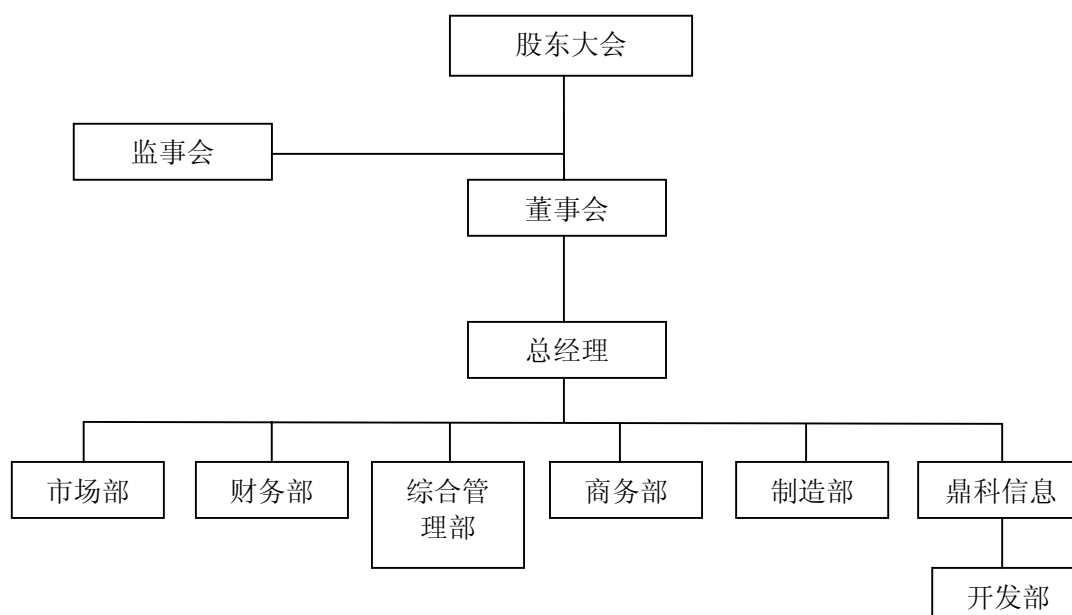 股东大会
监事会
董事会
总经理
市场部
财务部
综合管
理部
商务部
制造部
鼎科信息
开发部